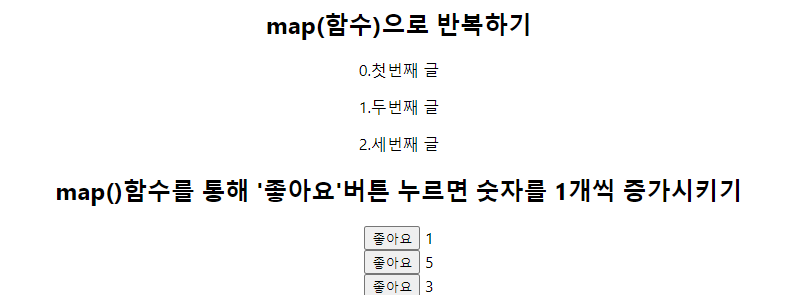 map(함수)으로 반복하기
0.첫번째 글
1.두번째 글
2.세번째 글
map()함수를 통해 '좋아요'버튼 누르면 숫자를 1개씩 증가시키기
좋아요 1
좋아요 5
좋아요 3